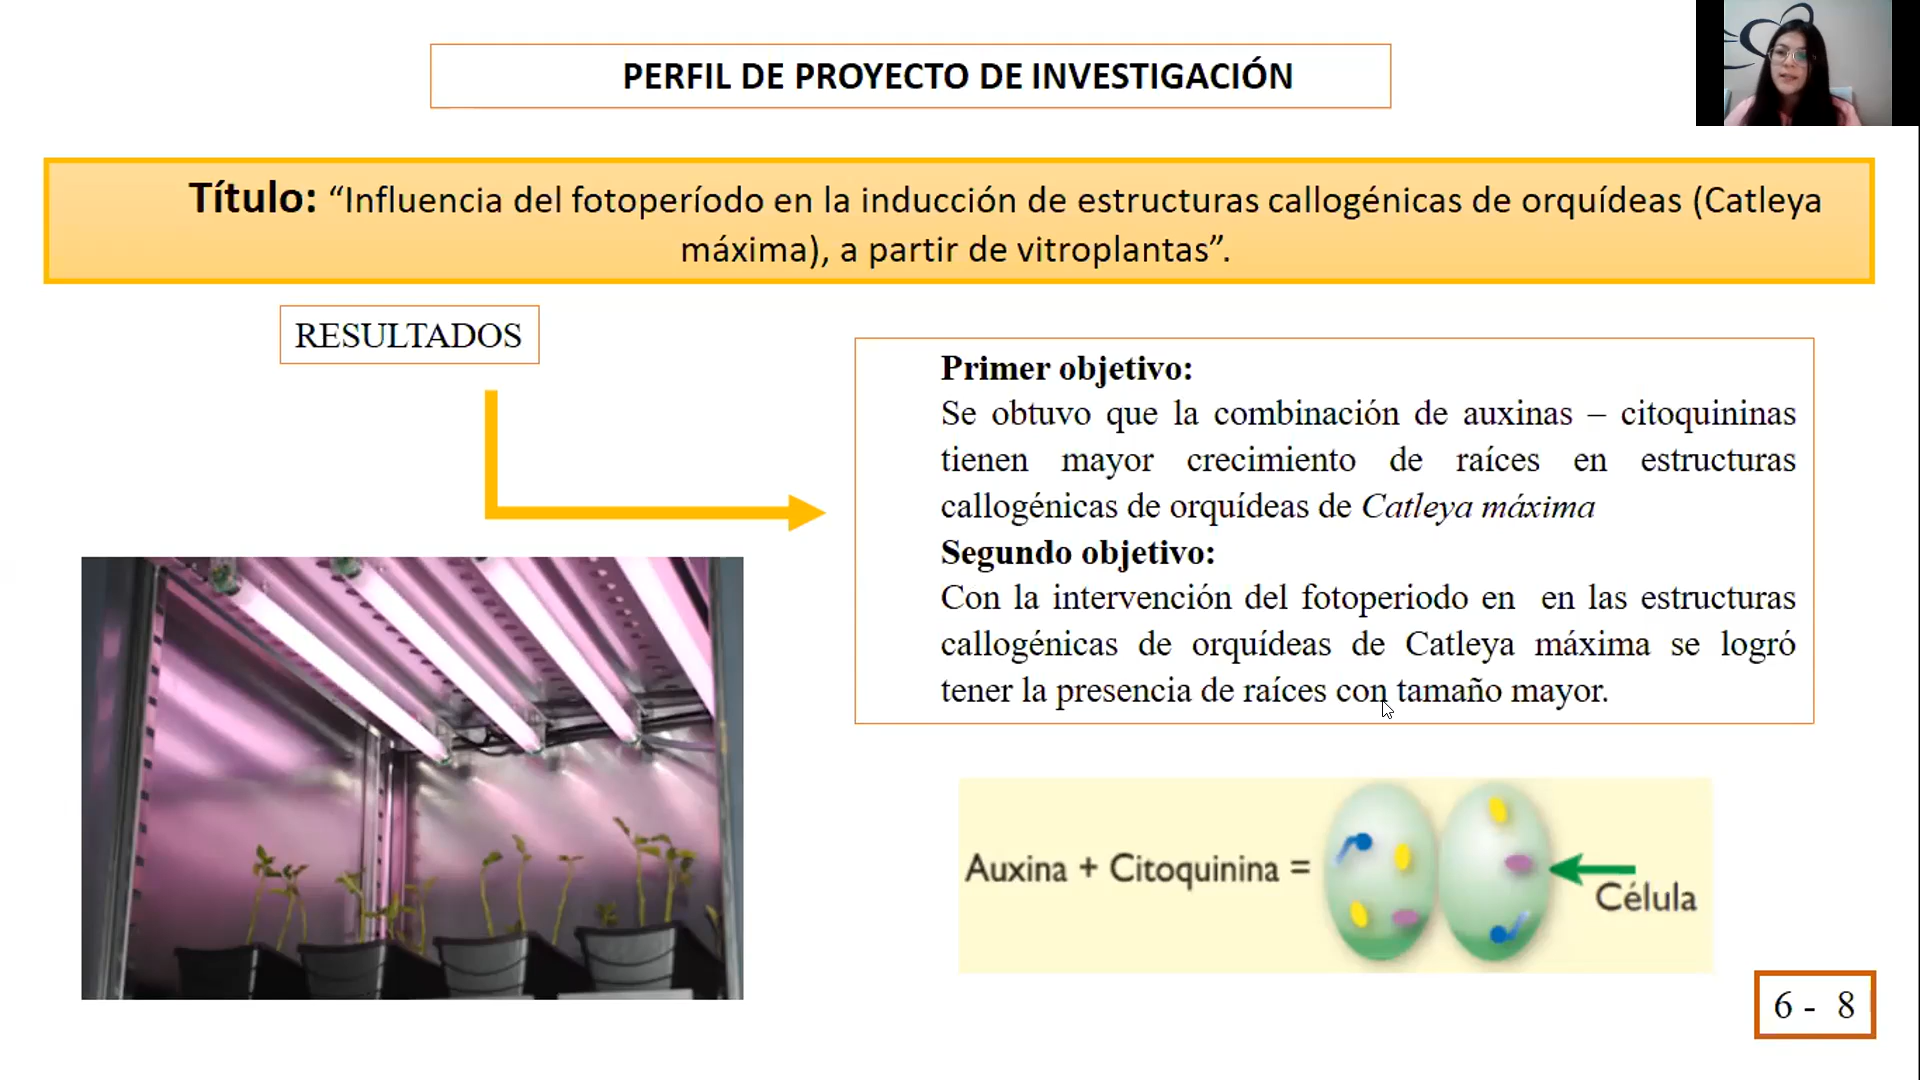 PERFIL DE PROYECTO DE INVESTIGACIÓN
Título: “Influencia del fotoperíodo en la inducción de estructuras callogénicas de orquídeas (Catleya
máxima), a partir de vitroplantas”.
RESULTADOS
Primer objetivo:
Se obtuvo que la combinación de auxinas – citoquininas
tienen mayor crecimiento de raíces en estructuras
callogénicas de orquídeas de Catleya máxima
Segundo objetivo:
Con la intervención del fotoperiodo en en las estructuras
callogénicas de orquídeas de Catleya máxima se logró
tener la presencia de raíces con tamaño mayor.
Auxina + Citoquinina =
Célula
6 - 8